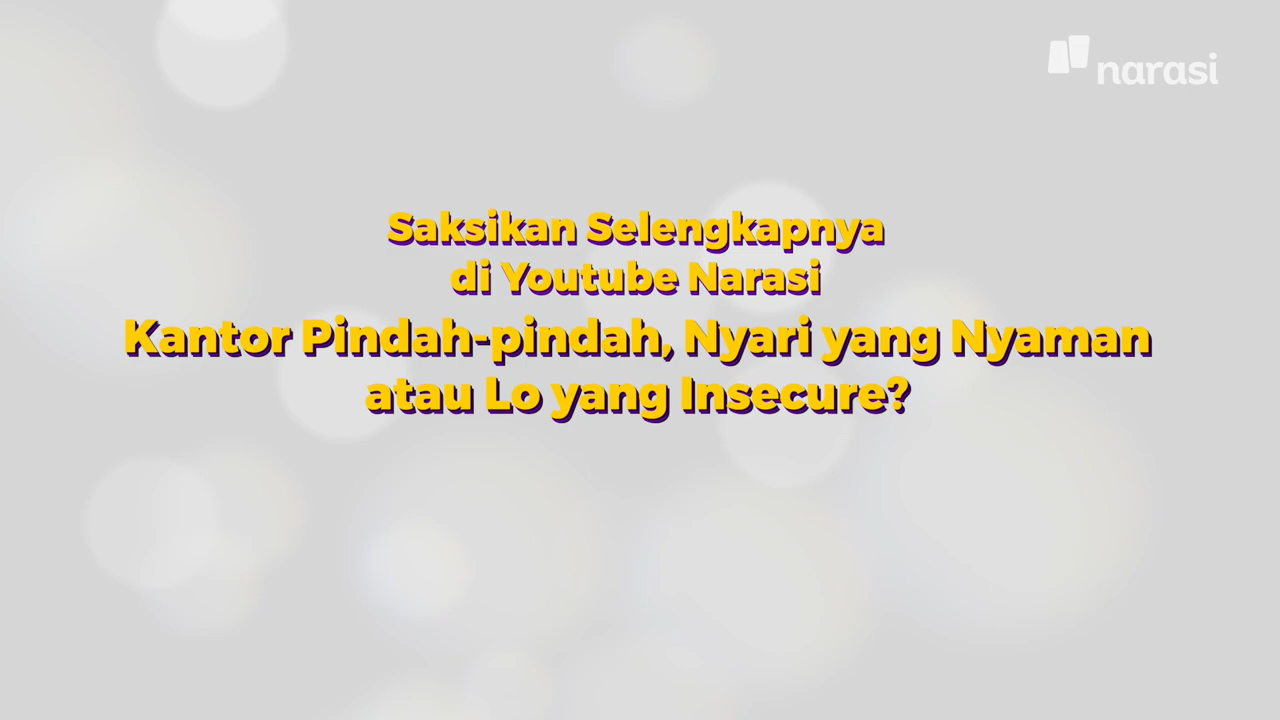 narasi
Saksikan Selengkapnya
di Youtube Narasi
Kantor Pindah-pindah, Nyari yang Nyaman
atau Lo yang Insecure?